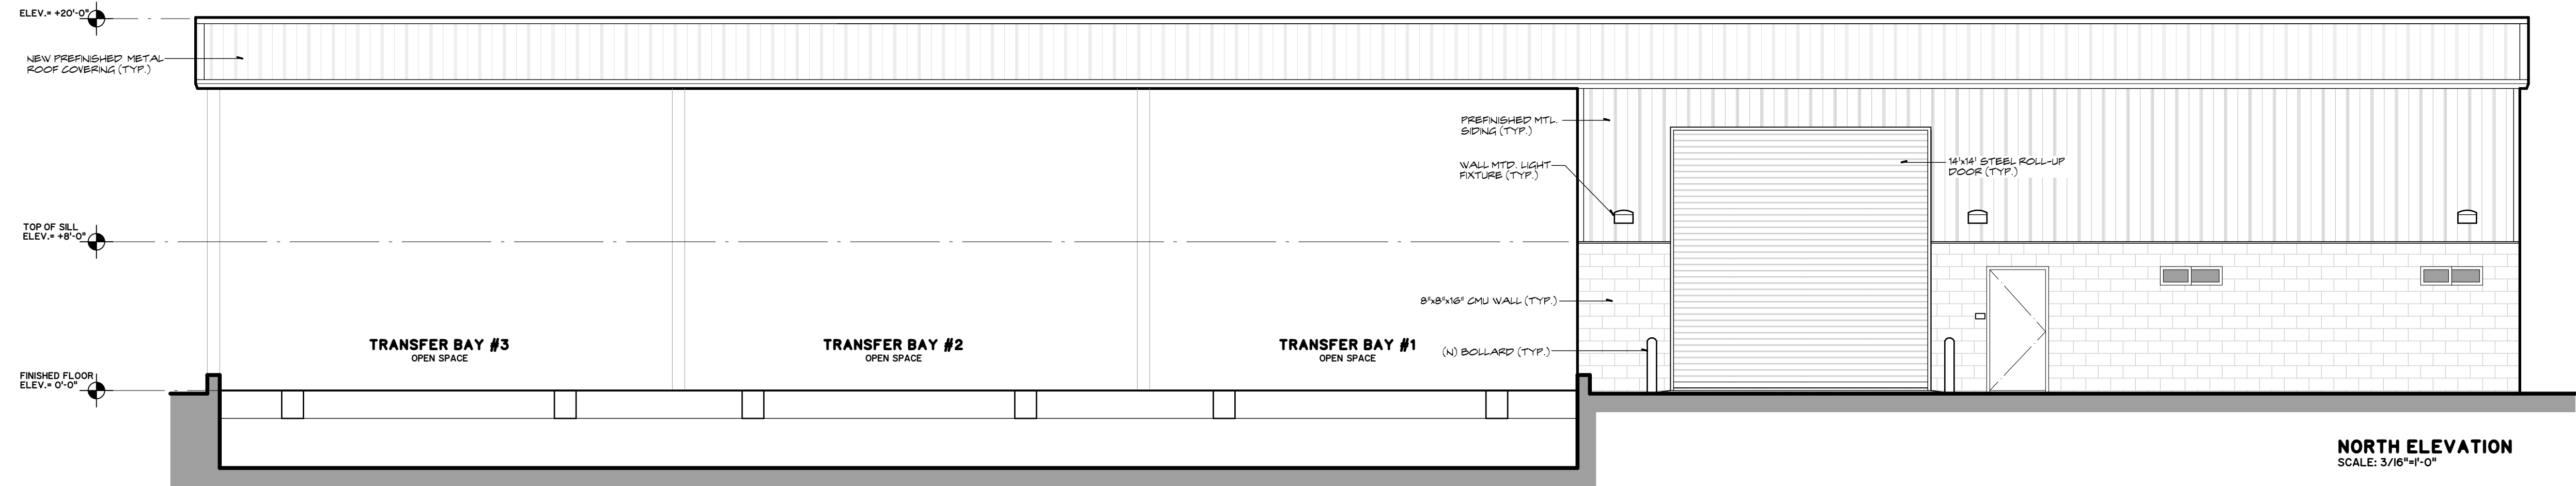 ELEV.= +20'-0"
NEW PREFINISHED METAL
ROOF COVERING (TYP.)
PREFINISHED MTL.
SIDING (TYP.)
WALL MTD. LIGHT
FIXTURE (TYP.)
14'x14' STEEL ROLL-UP
DOOR (TYP.)
TOP OF SILL
ELEV.= +8'-0"
8"x8"x16" CMU WALL (TYP.)
TRANSFER BAY #3
OPEN SPACE
TRANSFER BAY #2
OPEN SPACE
TRANSFER BAY #1
OPEN SPACE
(N) BOLLARD (TYP.)
FINISHED FLOOR
ELEV.= 0'-0"
NORTH ELEVATION
SCALE: 3/16"=1'-0"